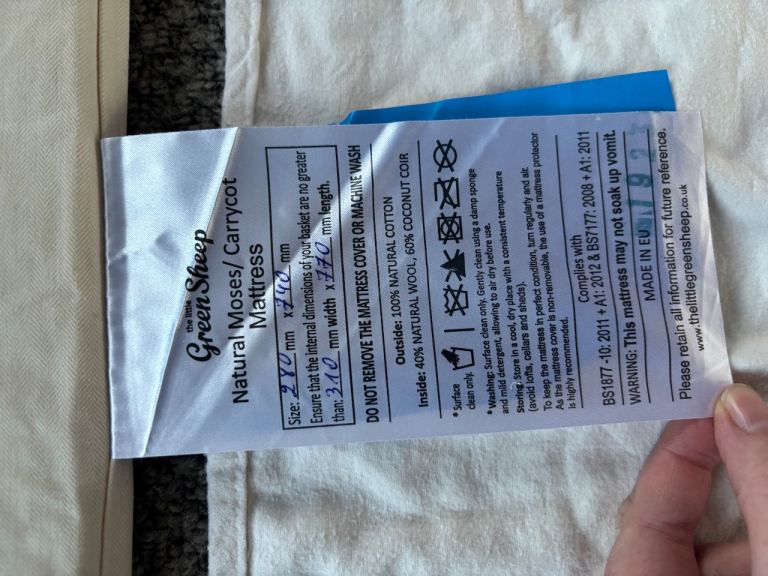 the little
Green Sheep
Natural Moses/ Carrycot
Mattress
Size: 280 mm x 740 mm
Ensure that the internal dimensions of your basket are no greater
than: 310 mm width x 770 mm length.
DO NOT REMOVE THE MATTRESS COVER OR MACHINE WASH
Outside: 100% NATURAL COTTON
Inside: 40% NATURAL WOOL, 60% COCONUT COIR
* Surface
clean only.
* Washing: Surface clean only. Gently clean using a damp sponge
and mild detergent, allowing to air dry before use.
Storing: Store in a cool, dry place with a consistent temperature
(avoid lofts, cellars and sheds).
To keep the mattress in perfect condition, turn regularly and air.
As the mattress cover is non-removable, the use of a mattress protector
is highly recommended.
Complies with
BS1877 -10: 2011 + A1: 2012 & BS7177: 2008 + A1: 2011
WARNING: This mattress may not soak up vomit.
MADE IN EU
Please retain all information for future reference.
www.thelittlegreensheep.co.uk